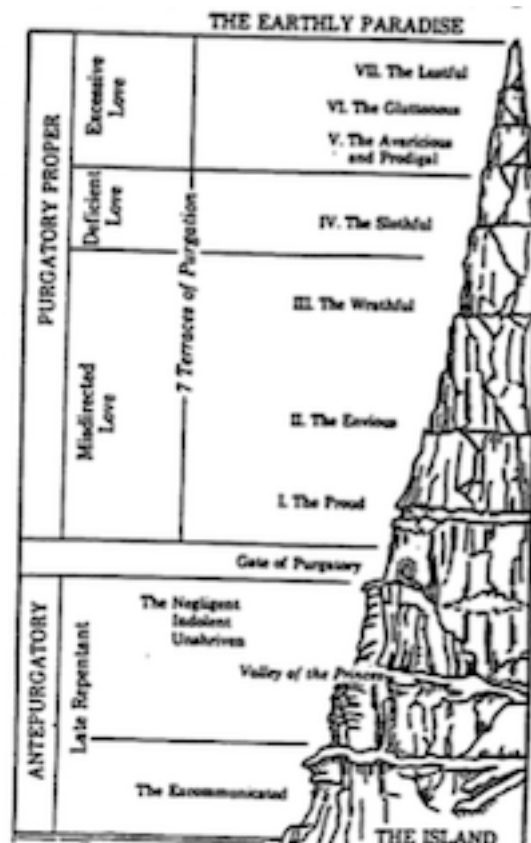 THE EARTHLY PARADISE
PURGATORY PROPER
Excessive
Love
VII. The Lustful
VI. The Gluttonous
V. The Avaricious
and Prodigal
Deficient
Love
IV. The Slothful
7 Terraces of Purgation
Misdirected
Love
III. The Wrathful
II. The Envious
I. The Proud
Gate of Purgatory
ANTEPURGATORY
Late Repentant
The Negligent
Indolent
Unshriven
Valley of the Princes
The Excommunicated
THE ISLAND